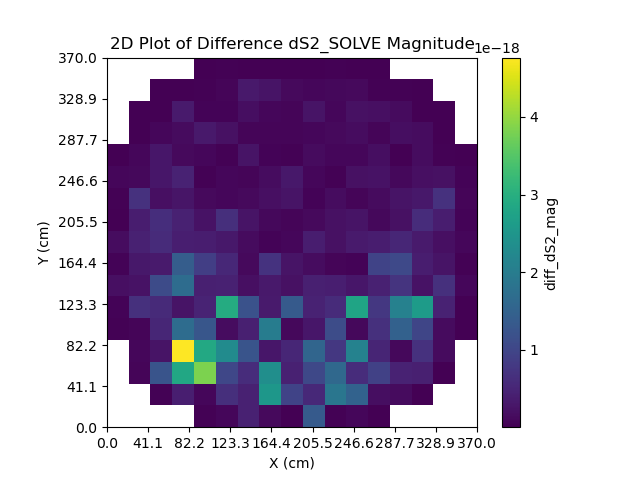 2D Plot of Difference dS2_SOLVE Magnitude
1e−18
370.0
328.9
287.7
246.6
205.5
164.4
123.3
82.2
41.1
0.0
Y (cm)
0.0 41.1 82.2 123.3 164.4 205.5 246.6 287.7 328.9 370.0
X (cm)
4
3
2
1
diff_dS2_mag